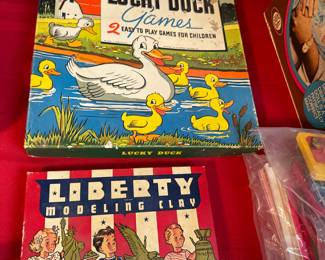 LUCKY DUCK
Games
2 EASY TO PLAY GAMES FOR CHILDREN
LUCKY DUCK
LIBERTY
MODELING CLAY